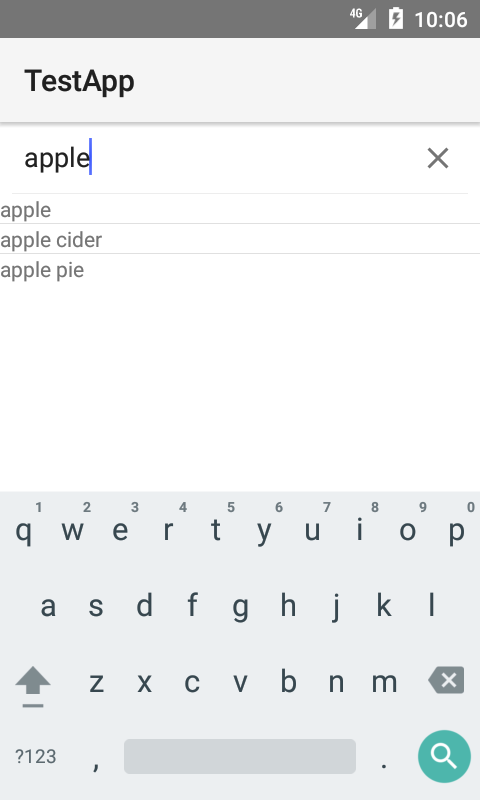 4G 10:06
TestApp
apple
apple
apple cider
apple pie
1 2 3 4 5 6 7 8 9 0
q w e r t y u i o p
a s d f g h j k l
z x c v b n m
?123 , .